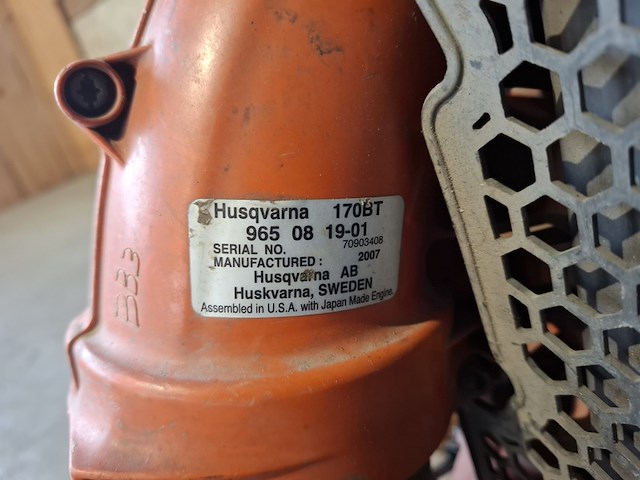 Husqvarna 170BT
965 08 19-01
SERIAL NO. 70903408
MANUFACTURED: 2007
Husqvarna AB
Huskvarna, SWEDEN
Assembled in U.S.A. with Japan Made Engine.